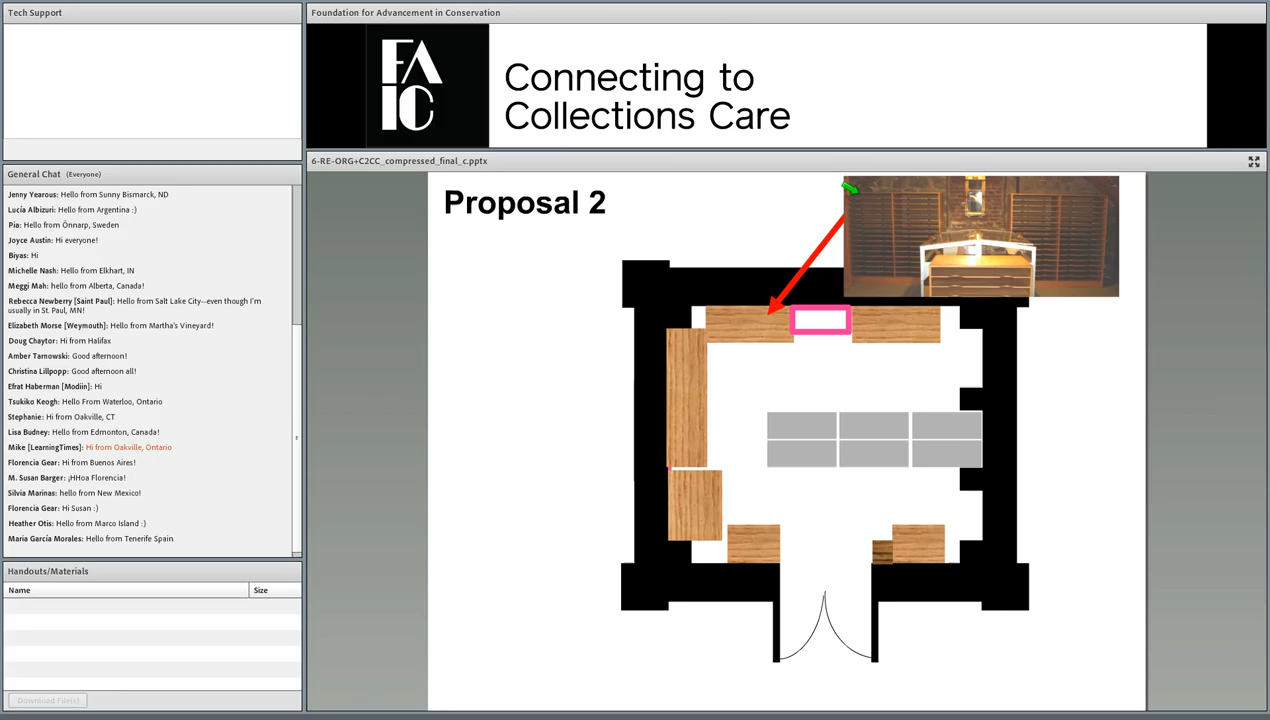 Tech Support
Foundation for Advancement in Conservation
FA
IC
Connecting to
Collections Care
General Chat (Everyone)
Jenny Yearous: Hello from Sunny Bismarck, ND
Lucía Albizuri: Hello from Argentina :)
Pia: Hello from Önnarp, Sweden
Joyce Austin: Hi everyone!
Biyas: Hi
Michelle Nash: Hello from Elkhart, IN
Meggi Mah: hello from Alberta, Canada!
Rebecca Newberry [Saint Paul]: Hello from Salt Lake City--even though I'm
usually in St. Paul, MN!
Elizabeth Morse [Weymouth]: Hello from Martha's Vineyard!
Doug Chaytor: Hi from Halifax
Amber Tarnowski: Good afternoon!
Christina Lillpopp: Good afternoon all!
Efrat Haberman [Modiin]: Hi
Tsukiko Keogh: Hello From Waterloo, Ontario
Stephanie: Hi from Oakville, CT
Lisa Budney: Hello from Edmonton, Canada!
Mike [LearningTimes]: Hi from Oakville, Ontario
Florencia Gear: Hi from Buenos Aires!
M. Susan Barger: ¡HHoa Florencia!
Silvia Marinas: hello from New Mexico!
Florencia Gear: Hi Susan :)
Heather Otis: Hello from Marco Island :)
Maria García Morales: Hello from Tenerife Spain
Handouts/Materials
Name Size
Download File(s)
6-RE-ORG+C2CC_compressed_final_c.pptx
Proposal 2